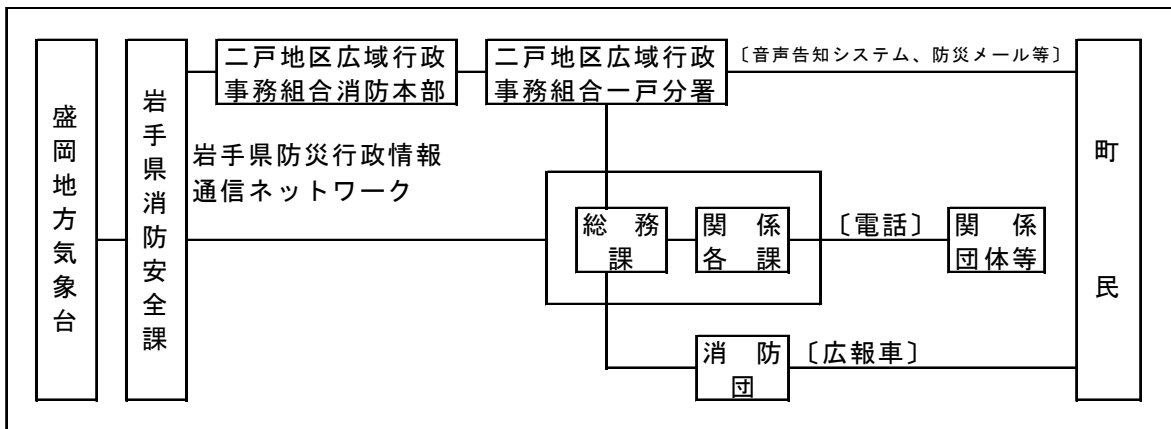 盛岡地方気象台
岩手県消防安全課
二戸地区広域行政
事務組合消防本部
二戸地区広域行政
事務組合一戸分署
〔音声告知システム、防災メール等〕
岩手県防災行政情報
通信ネットワーク
総務
課
関係
各課
〔電話〕
関係
団体等
消防
団
〔広報車〕
町民